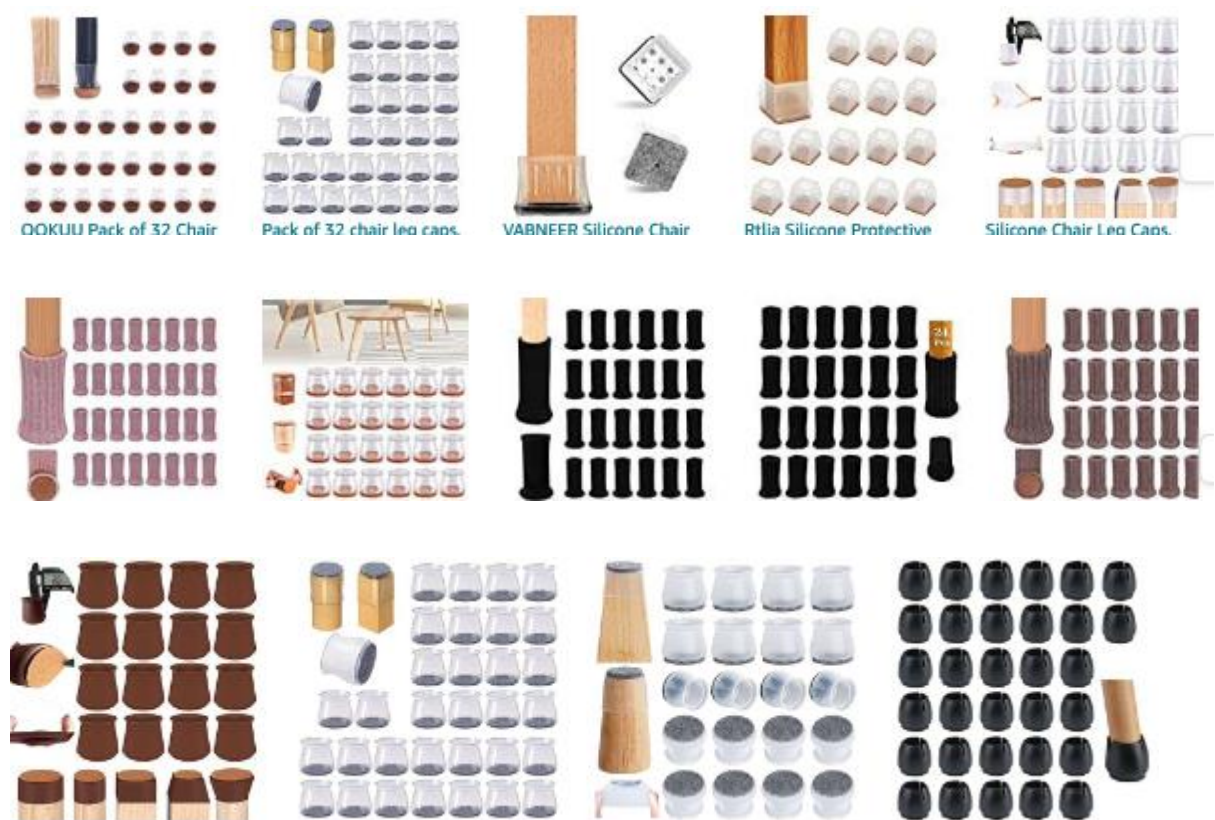 OOKUU Pack of 32 Chair
Pack of 32 chair leg caps,
VABNEER Silicone Chair
Rtlia Silicone Protective
Silicone Chair Leg Caps,